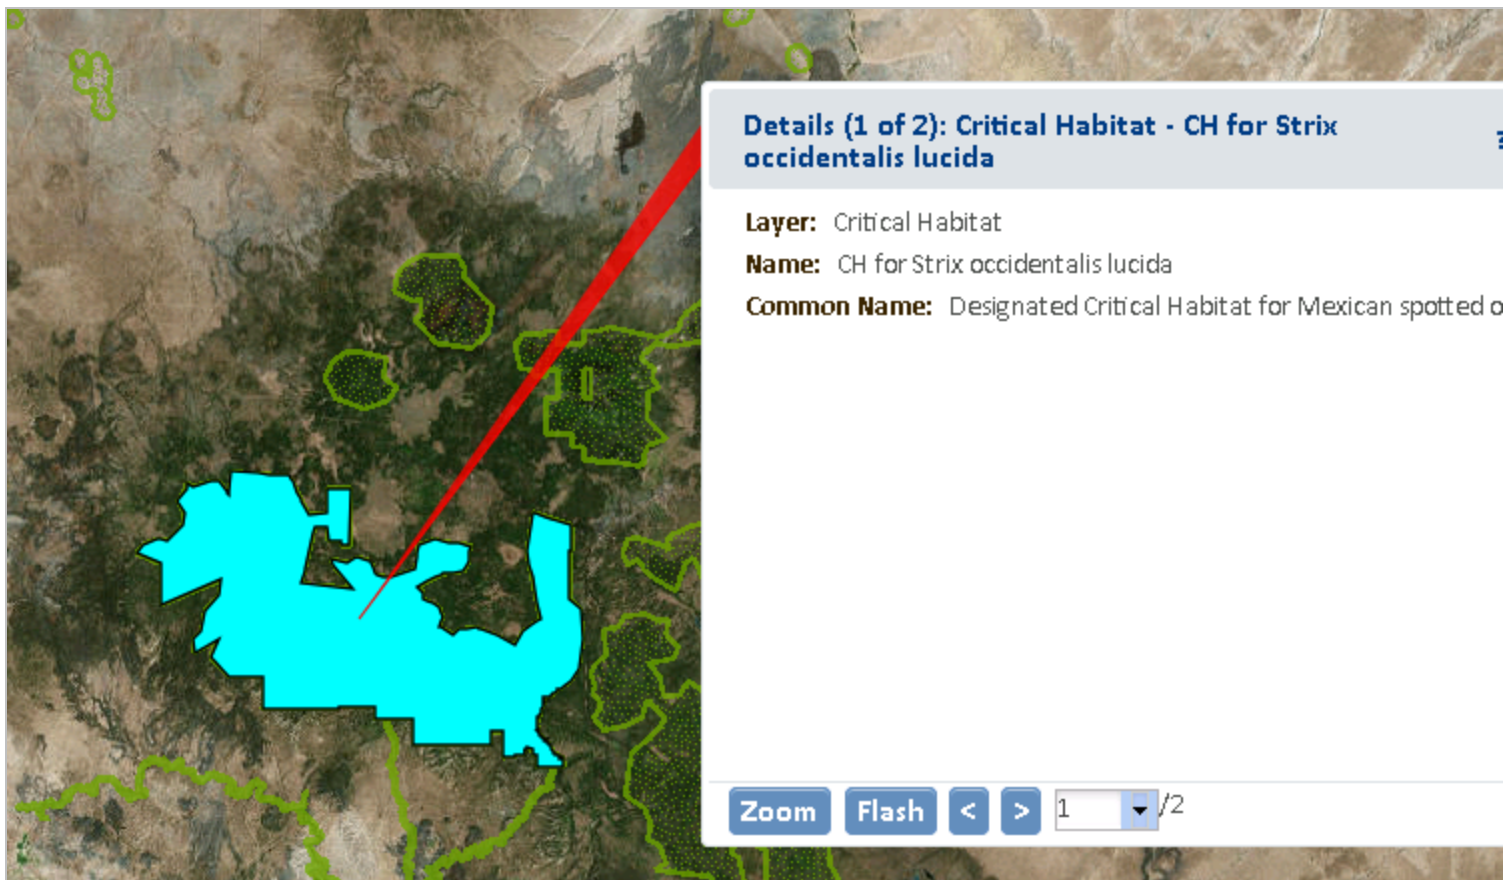 Details (1 of 2): Critical Habitat - CH for Strix
occidentalis lucida
Layer: Critical Habitat
Name: CH for Strix occidentalis lucida
Common Name: Designated Critical Habitat for Mexican spotted
Zoom Flash < > 1 /2